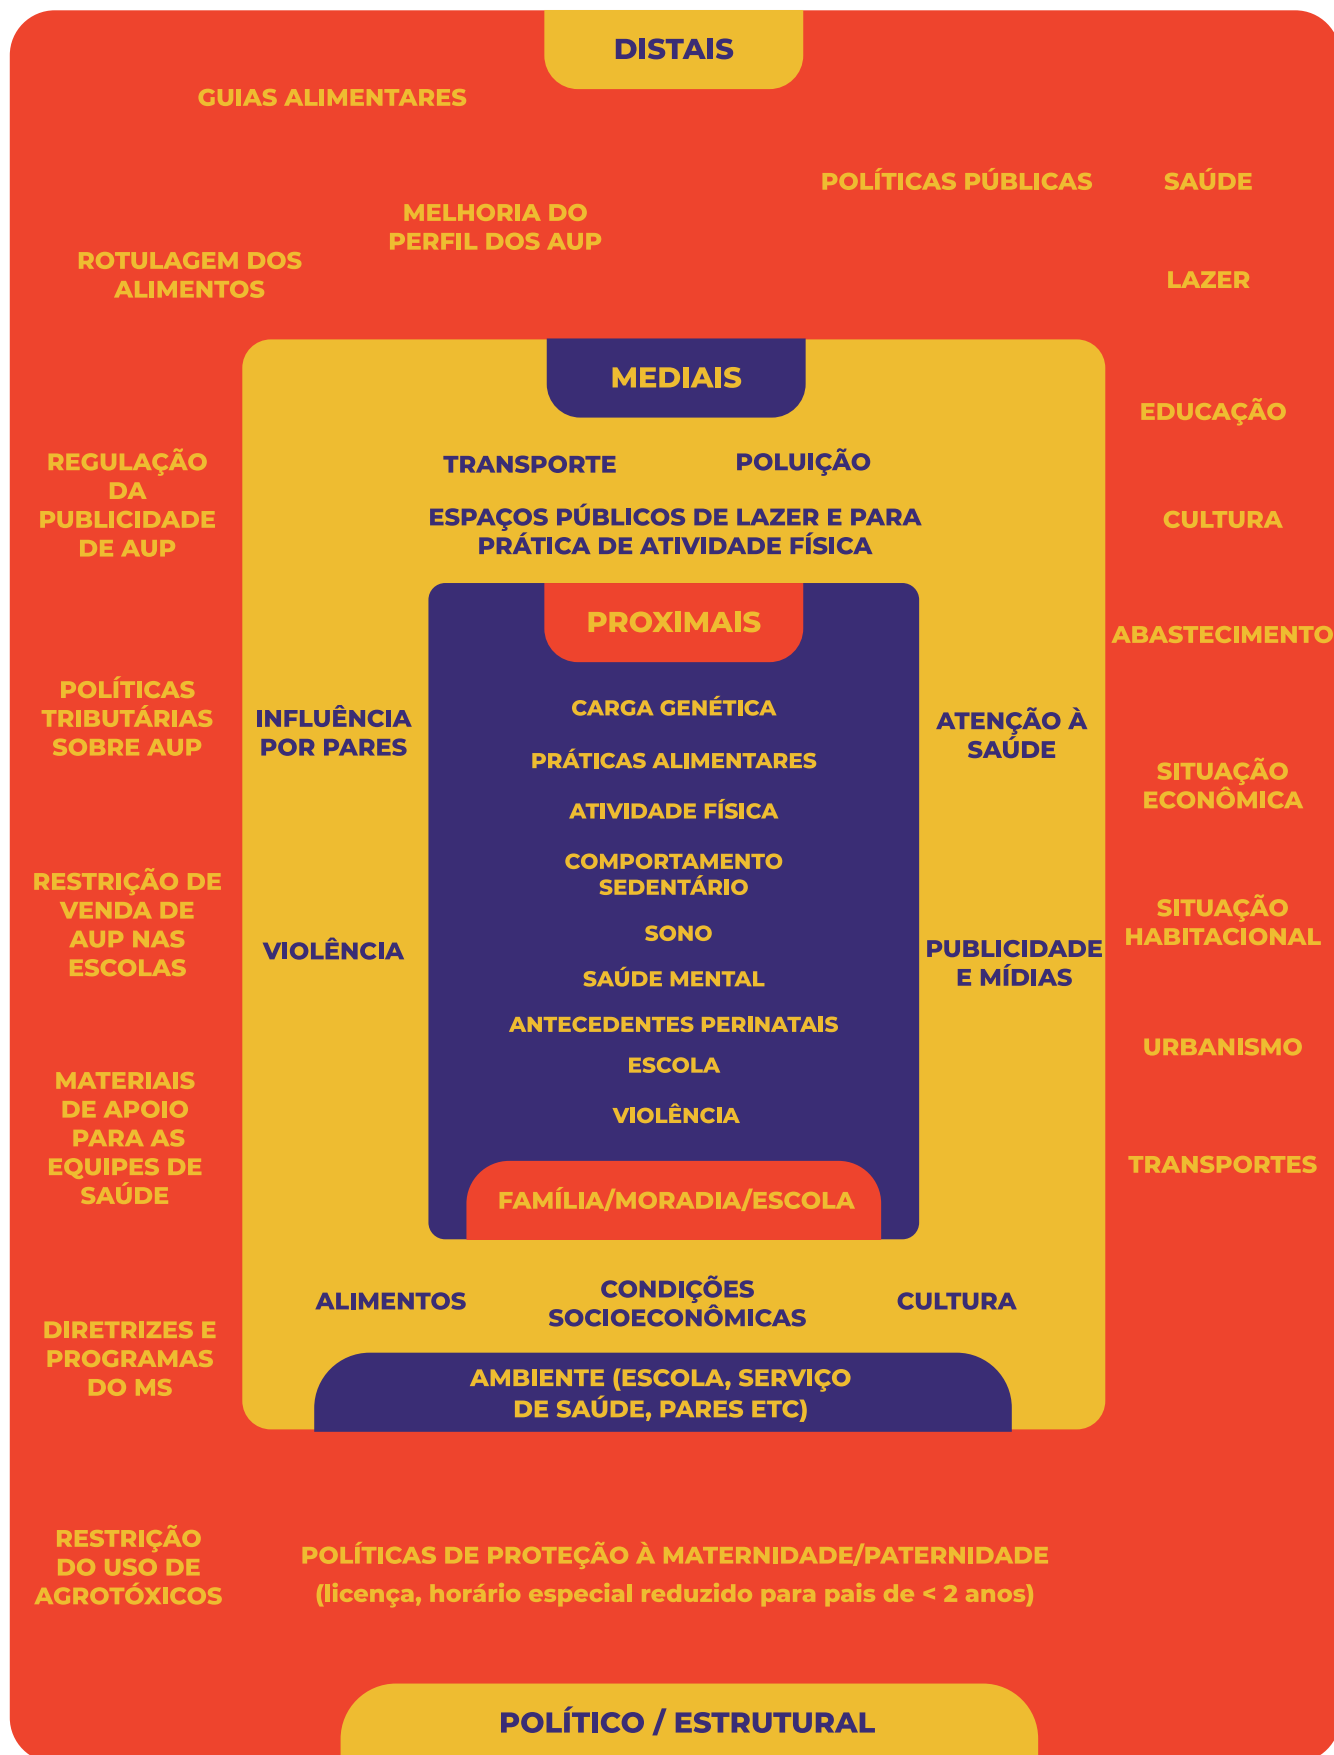 DISTAIS
GUIAS ALIMENTARES
POLÍTICAS PÚBLICAS
SAÚDE
MELHORIA DO
PERFIL DOS AUP
ROTULAGEM DOS
ALIMENTOS
LAZER
MEDIAIS
EDUCAÇÃO
REGULAÇÃO
DA
PUBLICIDADE
DE AUP
TRANSPORTE
POLUIÇÃO
ESPAÇOS PÚBLICOS DE LAZER E PARA
PRÁTICA DE ATIVIDADE FÍSICA
CULTURA
PROXIMAIS
ABASTECIMENTO
POLÍTICAS
TRIBUTÁRIAS
SOBRE AUP
INFLUÊNCIA
POR PARES
CARGA GENÉTICA
PRÁTICAS ALIMENTARES
ATIVIDADE FÍSICA
COMPORTAMENTO
SEDENTÁRIO
SONO
SAÚDE MENTAL
ANTECEDENTES PERINATAIS
ESCOLA
VIOLÊNCIA
FAMÍLIA/MORADIA/ESCOLA
ATENÇÃO À
SAÚDE
SITUAÇÃO
ECONÔMICA
RESTRIÇÃO DE
VENDA DE
AUP NAS
ESCOLAS
VIOLÊNCIA
PUBLICIDADE
E MÍDIAS
SITUAÇÃO
HABITACIONAL
URBANISMO
MATERIAIS
DE APOIO
PARA AS
EQUIPES DE
SAÚDE
TRANSPORTES
ALIMENTOS
CONDIÇÕES
SOCIOECONÔMICAS
CULTURA
DIRETRIZES E
PROGRAMAS
DO MS
AMBIENTE (ESCOLA, SERVIÇO
DE SAÚDE, PARES ETC)
RESTRIÇÃO
DO USO DE
AGROTÓXICOS
POLÍTICAS DE PROTEÇÃO À MATERNIDADE/PATERNIDADE
(licença, horário especial reduzido para pais de < 2 anos)
POLÍTICO / ESTRUTURAL